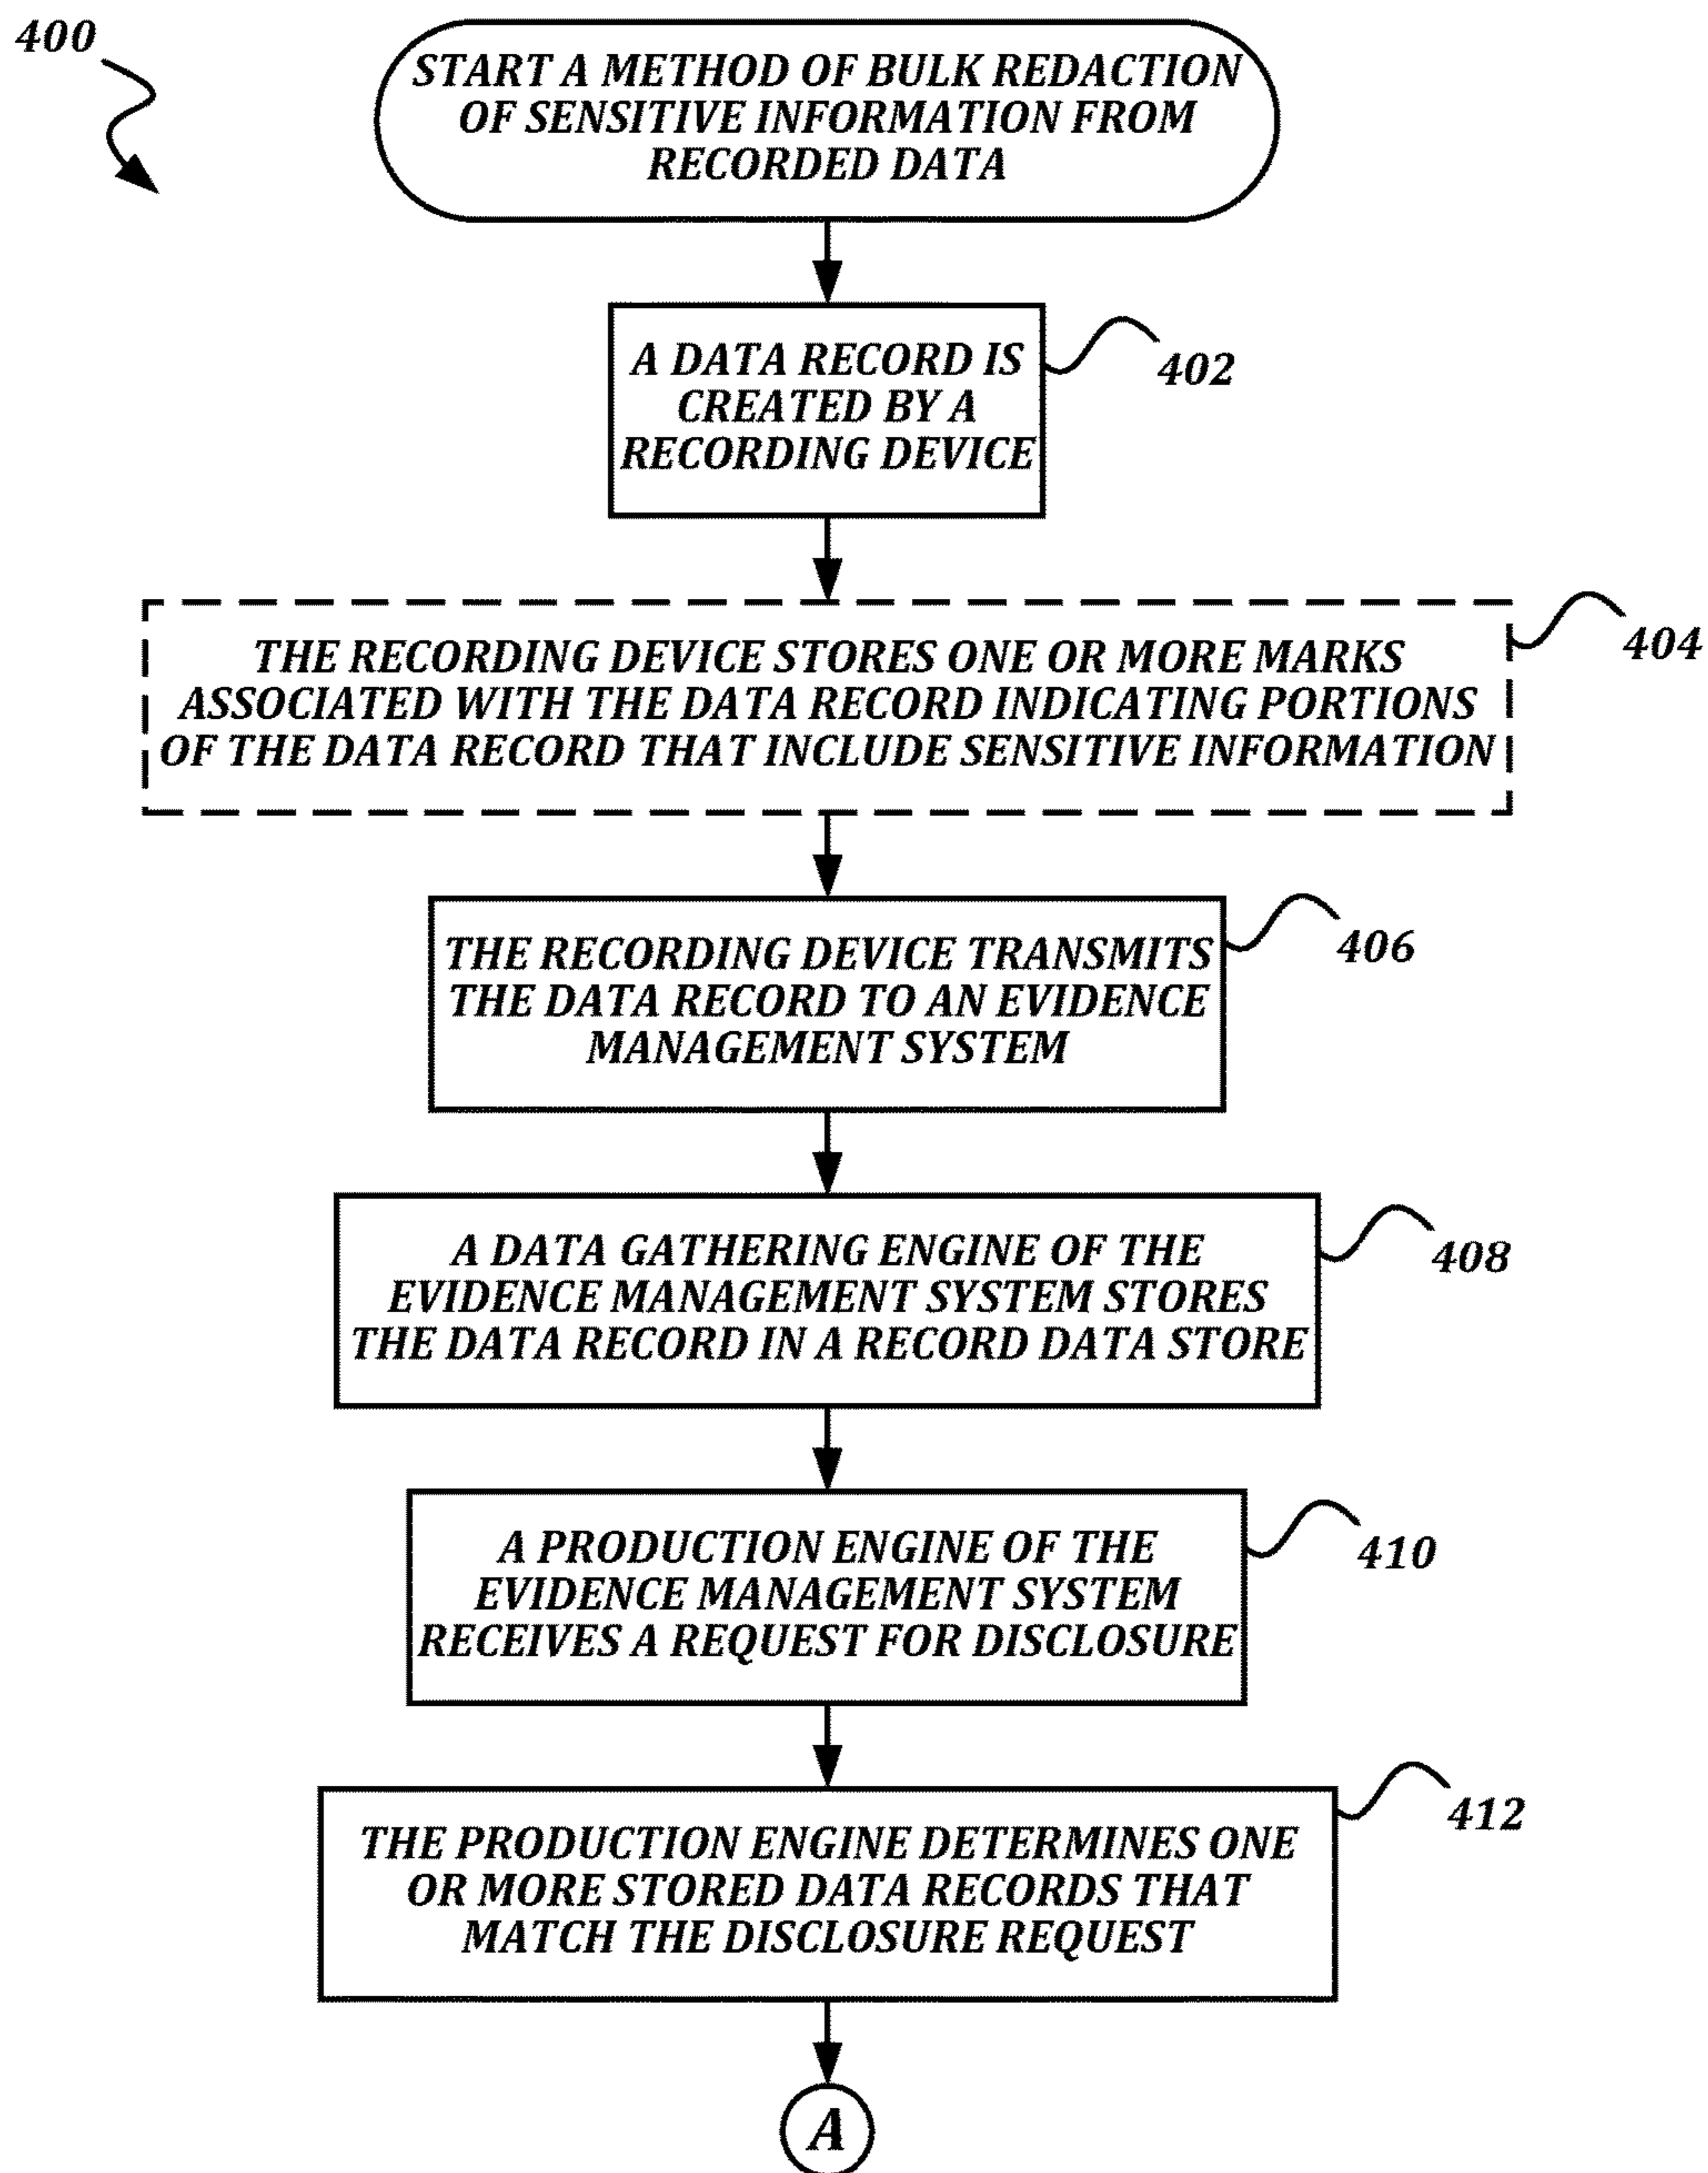 400
START A METHOD OF BULK REDACTION
OF SENSITIVE INFORMATION FROM
RECORDED DATA
A DATA RECORD IS
CREATED BY A
RECORDING DEVICE
402
THE RECORDING DEVICE STORES ONE OR MORE MARKS
ASSOCIATED WITH THE DATA RECORD INDICATING PORTIONS
OF THE DATA RECORD THAT INCLUDE SENSITIVE INFORMATION
404
THE RECORDING DEVICE TRANSMITS
THE DATA RECORD TO AN EVIDENCE
MANAGEMENT SYSTEM
406
A DATA GATHERING ENGINE OF THE
EVIDENCE MANAGEMENT SYSTEM STORES
THE DATA RECORD IN A RECORD DATA STORE
408
A PRODUCTION ENGINE OF THE
EVIDENCE MANAGEMENT SYSTEM
RECEIVES A REQUEST FOR DISCLOSURE
410
THE PRODUCTION ENGINE DETERMINES ONE
OR MORE STORED DATA RECORDS THAT
MATCH THE DISCLOSURE REQUEST
412
A